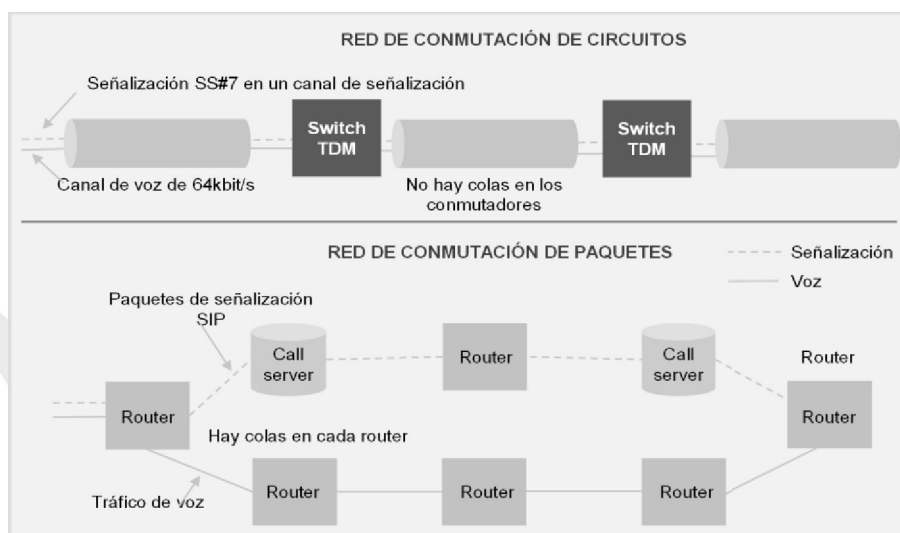 RED DE CONMUTACIÓN DE CIRCUITOS
Señalización SS#7 en un canal de señalización
Switch
TDM
Switch
TDM
Canal de voz de 64kbit/s
No hay colas en los
conmutadores
RED DE CONMUTACIÓN DE PAQUETES
Señalización
Voz
Paquetes de señalización
SIP
Call
server
Router
Call
server
Router
Router
Router
Hay colas en cada router
Tráfico de voz
Router
Router
Router